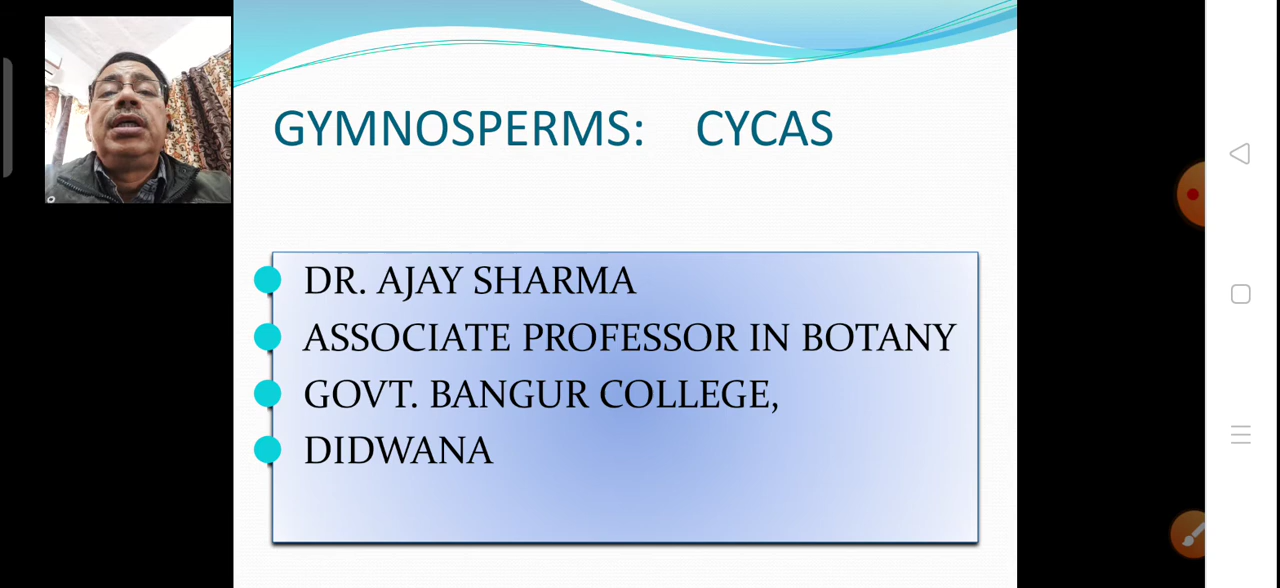 GYMNOSPERMS: CYCAS
DR. AJAY SHARMA
ASSOCIATE PROFESSOR IN BOTANY
GOVT. BANGUR COLLEGE,
DIDWANA